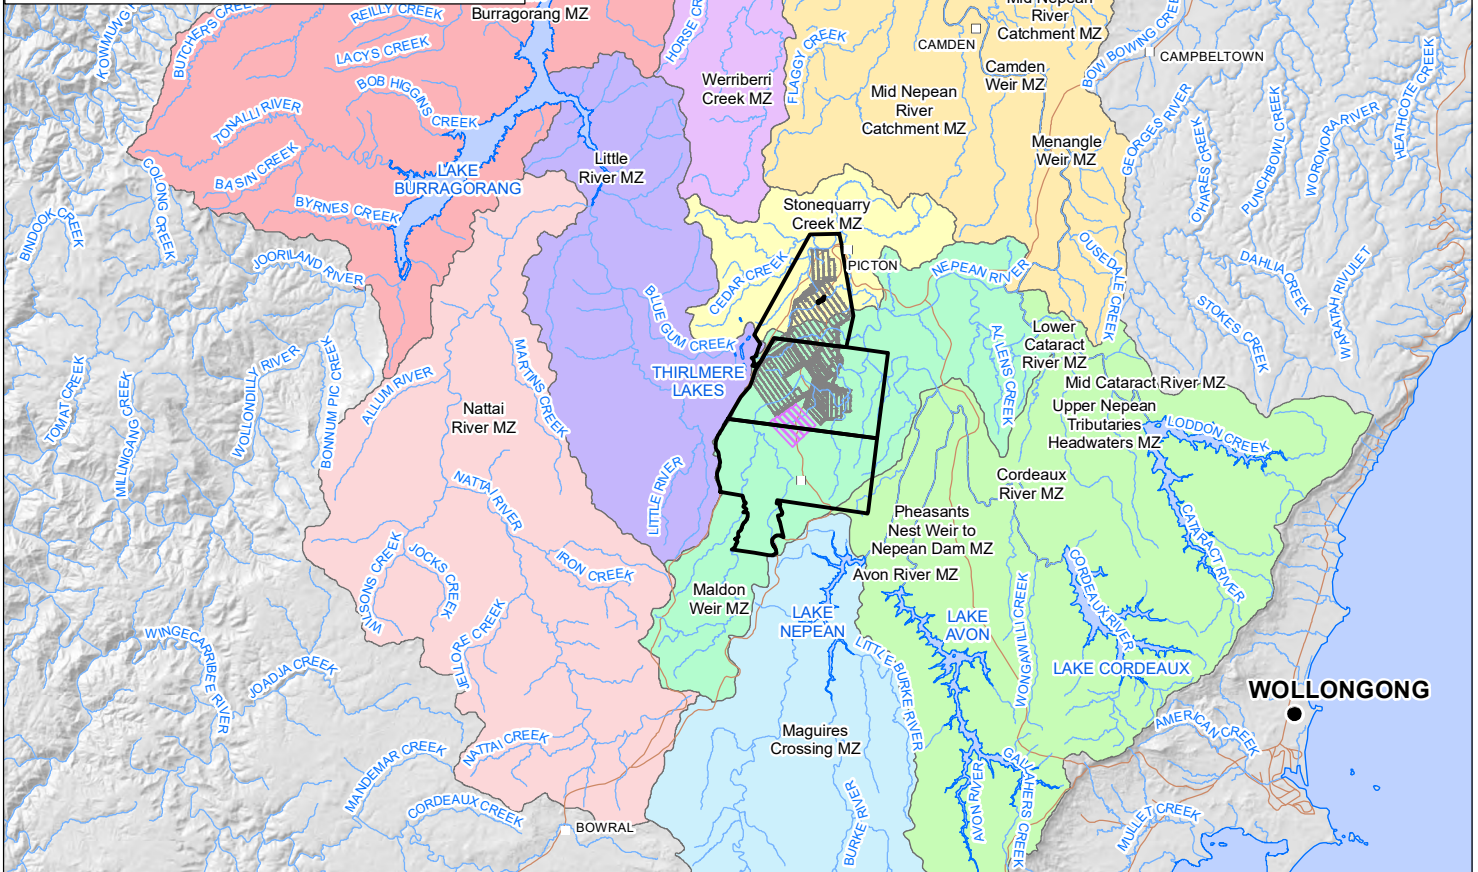 BUTCHERS CREEK
KOWMUNG
REILLY CREEK
Burragorang MZ
HORSE
FLAGGY CREEK
Mid Nepean
River
Catchment MZ
CAMDEN
BOW BOWING CREEK
CAMPBELTOWN
LACYS CREEK
BOB HIGGINS
CREEK
Werriberri
Creek MZ
Camden
Weir MZ
Mid Nepean
River
Catchment MZ
TONALLI RIVER
BASIN CREEK
LAKE
BURRAGORANG
BYRNES CREEK
Little
River MZ
Menangle
Weir MZ
GEORGES RIVER
OHARES CREEK
PUNCHBOWL CREEK
WORONORA RIVER
HEATHCOTE CREEK
COLONG CREEK
BINDOOK CREEK
JOORILAND RIVER
Stonequarry
Creek MZ
PICTON
CEDAR CREEK
BLUE GUM CREEK
NEPEAN RIVER
OUSEDALE CREEK
DAHLIA CREEK
STOKES CREEK
WARATAH RIVULET
THIRLMERE
LAKES
ALLENS CREEK
Lower
Cataract
River MZ
Mid Cataract River MZ
Upper Nepean
Tributaries
Headwaters MZ
LODDON CREEK
TOMAT CREEK
MILLNIGANG CREEK
WOLLONDILLY RIVER
BONNUM PIC CREEK
ALLUM RIVER
MARTINS CREEK
Nattai
River MZ
NATTAI RIVER
LITTLE RIVER
Cordeaux
River MZ
Pheasants
Nest Weir to
Nepean Dam MZ
CATARACT RIVER
WILSONS CREEK
JOCKS CREEK
IRON CREEK
Maldon
Weir MZ
Avon River MZ
LAKE
NEPEAN
LAKE
AVON
WONGAWILLI CREEK
CORDEAUX RIVER
LAKE CORDEAUX
LITTLE BURKE RIVER
WINGECARRIBEE RIVER
JOADJA CREEK
JELLORE CREEK
WOLLONGONG
AMERICAN CREEK
Maguires
Crossing MZ
NATTAI CREEK
MANDEMAR CREEK
CORDEAUX CREEK
BOWRAL
BURKE RIVER
AVON RIVER
GALLAHERS CREEK
MULLET CREEK